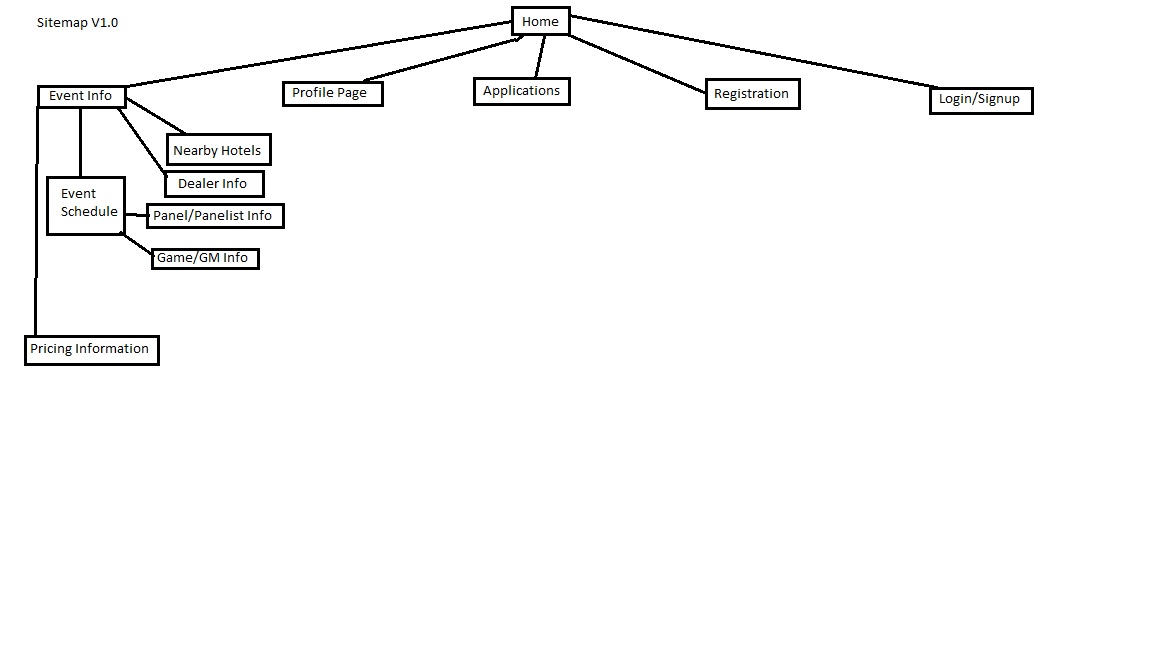 Sitemap V1.0
Home
Event Info
Profile Page
Applications
Registration
Login/Signup
Nearby Hotels
Dealer Info
Event
Schedule
Panel/Panelist Info
Game/GM Info
Pricing Information